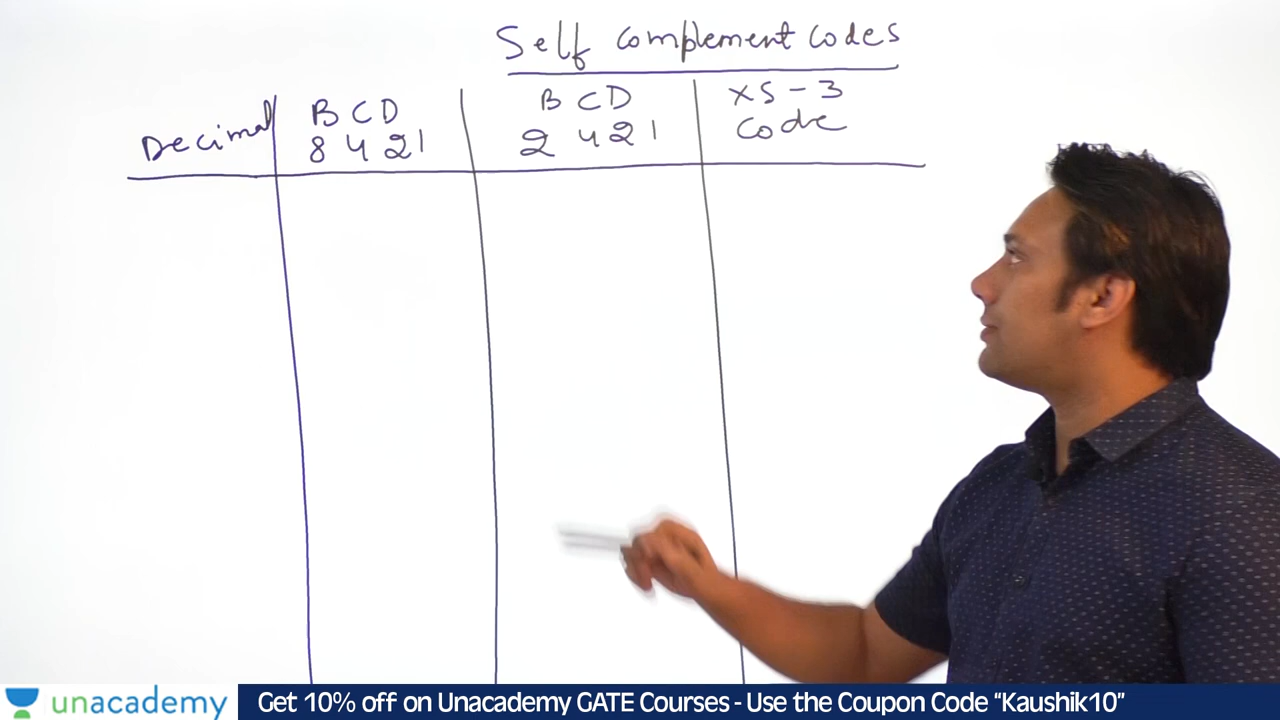 Self complement codes
Decimal
BCD
8 4 2 1
BCD
2 4 2 1
XS-3
Code
unacademy
Get 10% off on Unacademy GATE Courses - Use the Coupon Code “Kaushik10”